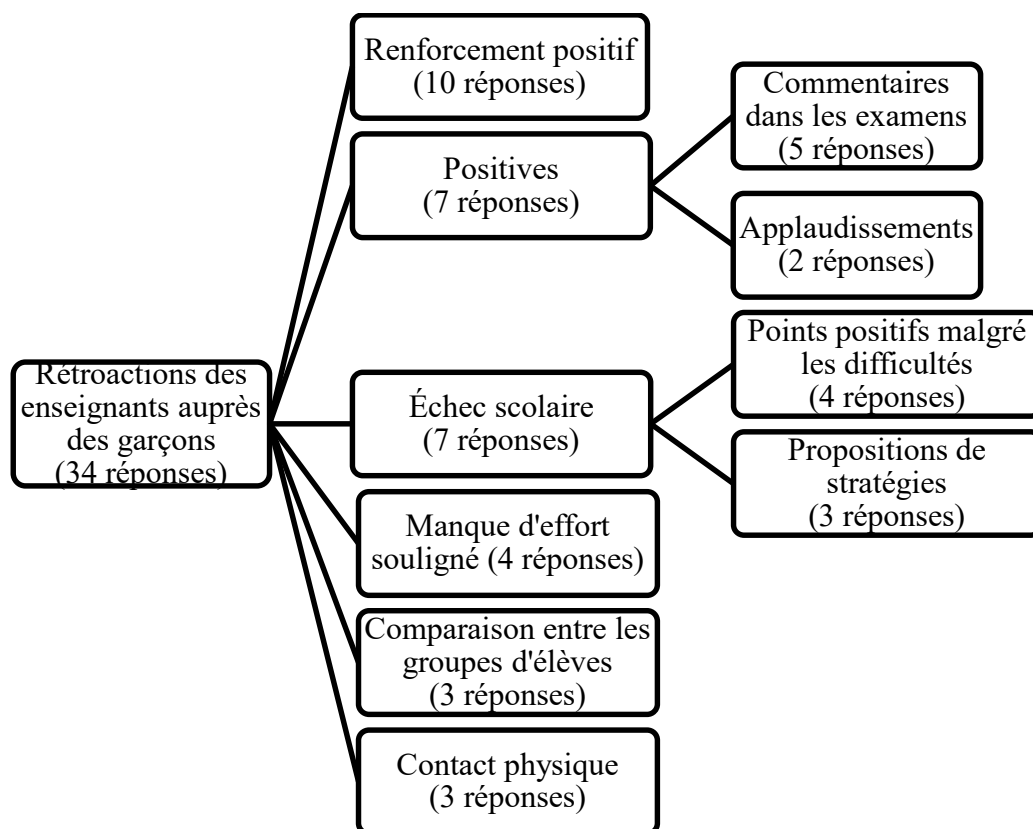 Rétroactions des
enseignants auprès
des garçons
(34 réponses)
Renforcement positif
(10 réponses)
Positives
(7 réponses)
Commentaires
dans les examens
(5 réponses)
Applaudissements
(2 réponses)
Échec scolaire
(7 réponses)
Points positifs malgré
les difficultés
(4 réponses)
Propositions de
stratégies
(3 réponses)
Manque d'effort
souligné (4 réponses)
Comparaison entre les
groupes d'élèves
(3 réponses)
Contact physique
(3 réponses)